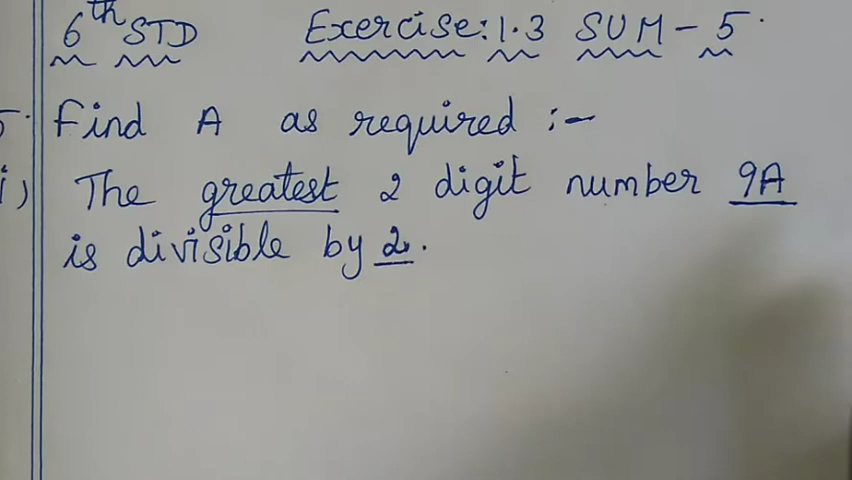 6th STD Exercise: 1.3 SUM - 5.
5. Find A as required :-
i) The greatest 2 digit number 9A
is divisible by 2.